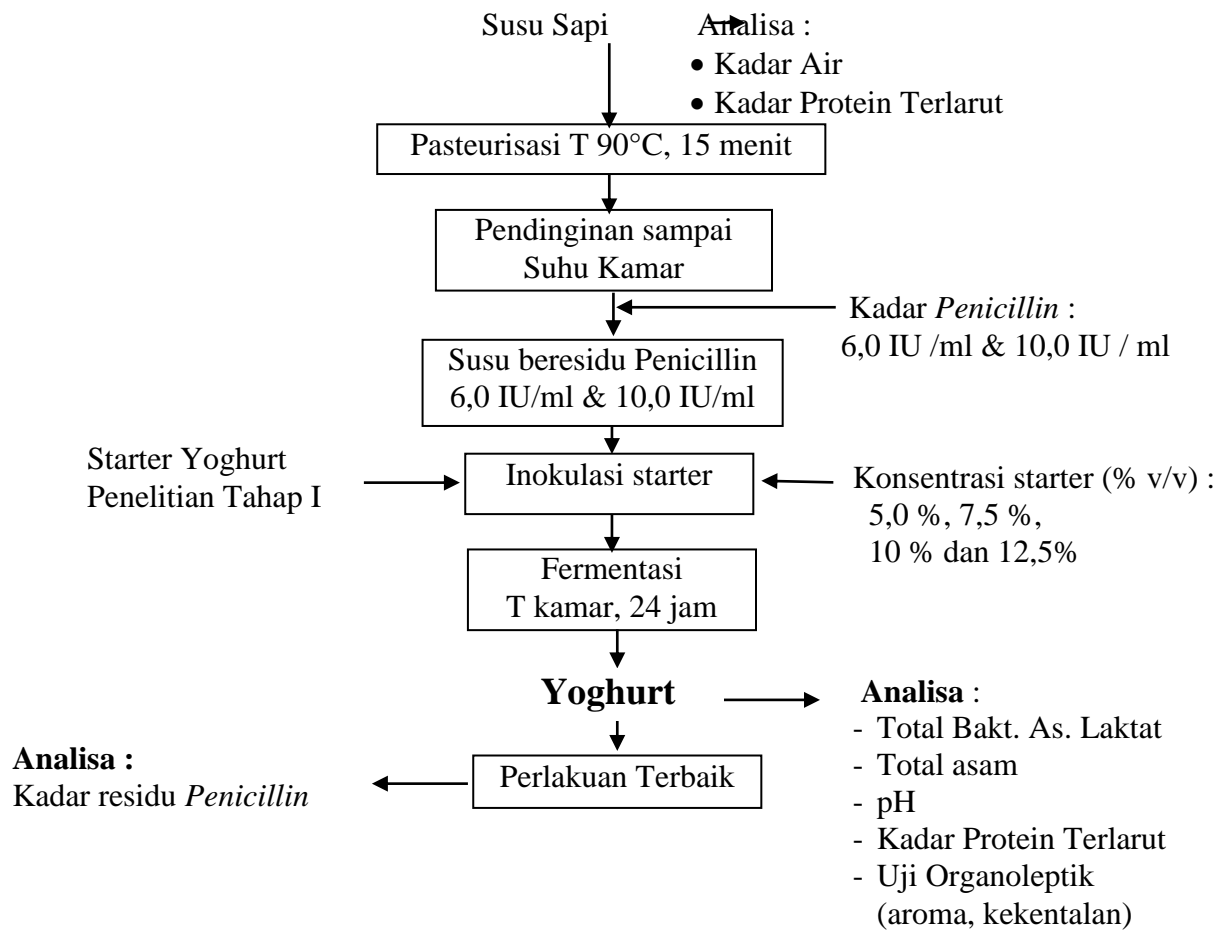 Susu Sapi
Analisa :
• Kadar Air
• Kadar Protein Terlarut
Pasteurisasi T 90°C, 15 menit
Pendinginan sampai
Suhu Kamar
Kadar Penicillin :
6,0 IU /ml & 10,0 IU / ml
Susu beresidu Penicillin
6,0 IU/ml & 10,0 IU/ml
Starter Yoghurt
Penelitian Tahap I
Inokulasi starter
Konsentrasi starter (% v/v) :
5,0 %, 7,5 %,
10 % dan 12,5%
Fermentasi
T kamar, 24 jam
Yoghurt
Analisa :
- Total Bakt. As. Laktat
- Total asam
- pH
- Kadar Protein Terlarut
- Uji Organoleptik
(aroma, kekentalan)
Perlakuan Terbaik
Analisa :
Kadar residu Penicillin